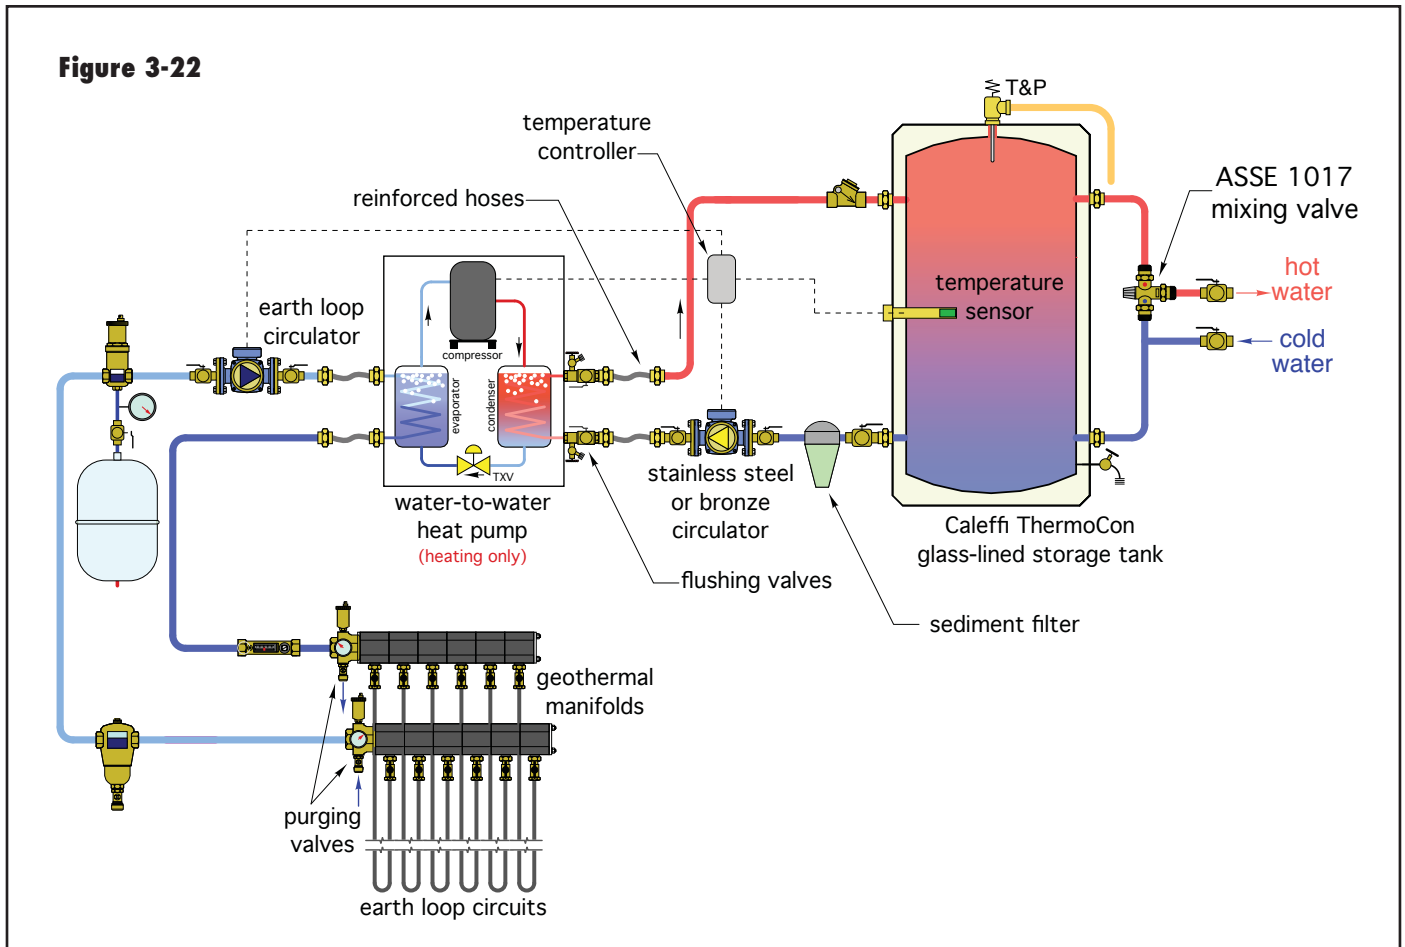 Figure 3-22
T&P
temperature
controller
ASSE 1017
mixing valve
reinforced hoses
hot
water
temperature
sensor
earth loop
circulator
cold
water
compressor
evaporator
condenser
TXV
stainless steel
or bronze
circulator
water-to-water
heat pump
(heating only)
Caleffi ThermoCon
glass-lined storage tank
flushing valves
sediment filter
geothermal
manifolds
purging
valves
earth loop circuits